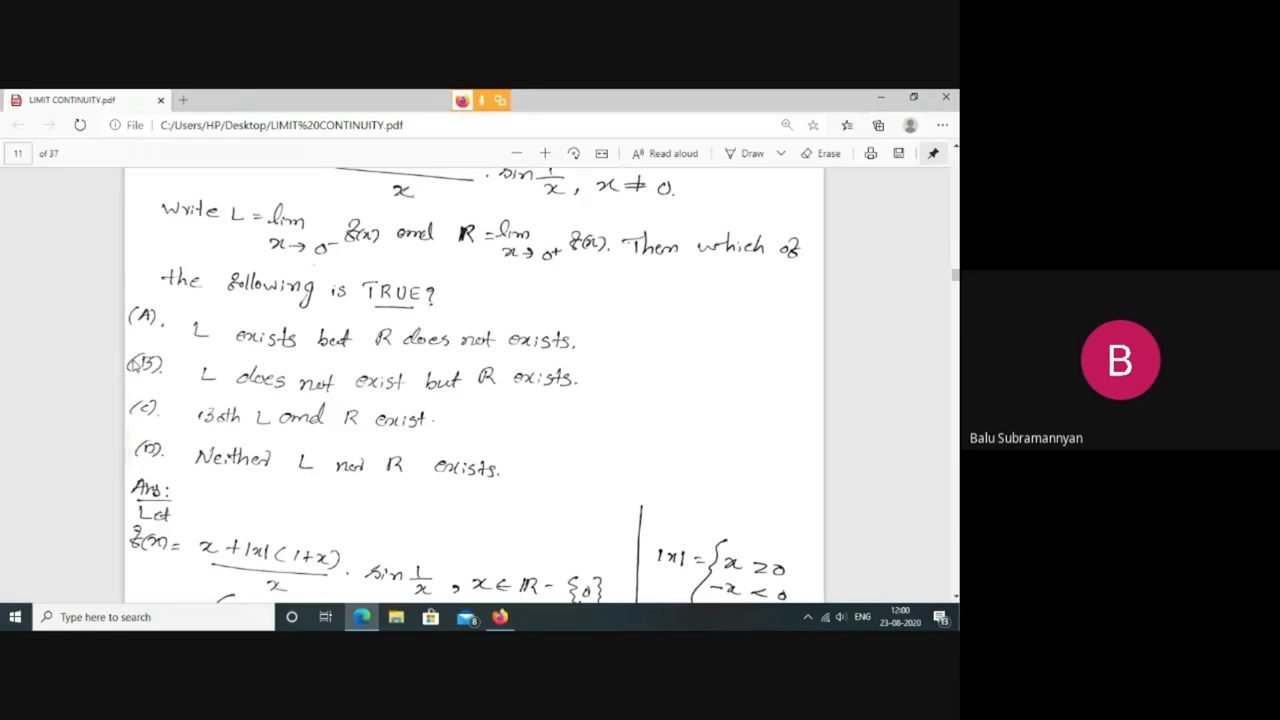 LIMIT CONTINUITY.pdf
File C:/Users/HP/Desktop/LIMIT%20CONTINUITY.pdf
11 of 37 Read aloud Draw Erase
x . sin 1/x, x ≠ 0.
Write L = lim x→0- f(x) and R = lim x→0+ f(x). Then which of
the following is TRUE?
(A). L exists but R does not exists.
(B). L does not exist but R exists.
(C). Both L and R exist.
(D). Neither L nor R exists.
Ans:
Let
f(x) = x + |x| (1+x) / x . sin 1/x , x ∈ R - {0}
|x| = { x ≥ 0
-x < 0
B
Balu Subramannyan
Type here to search
8
ENG
12:00
23-08-2020
13